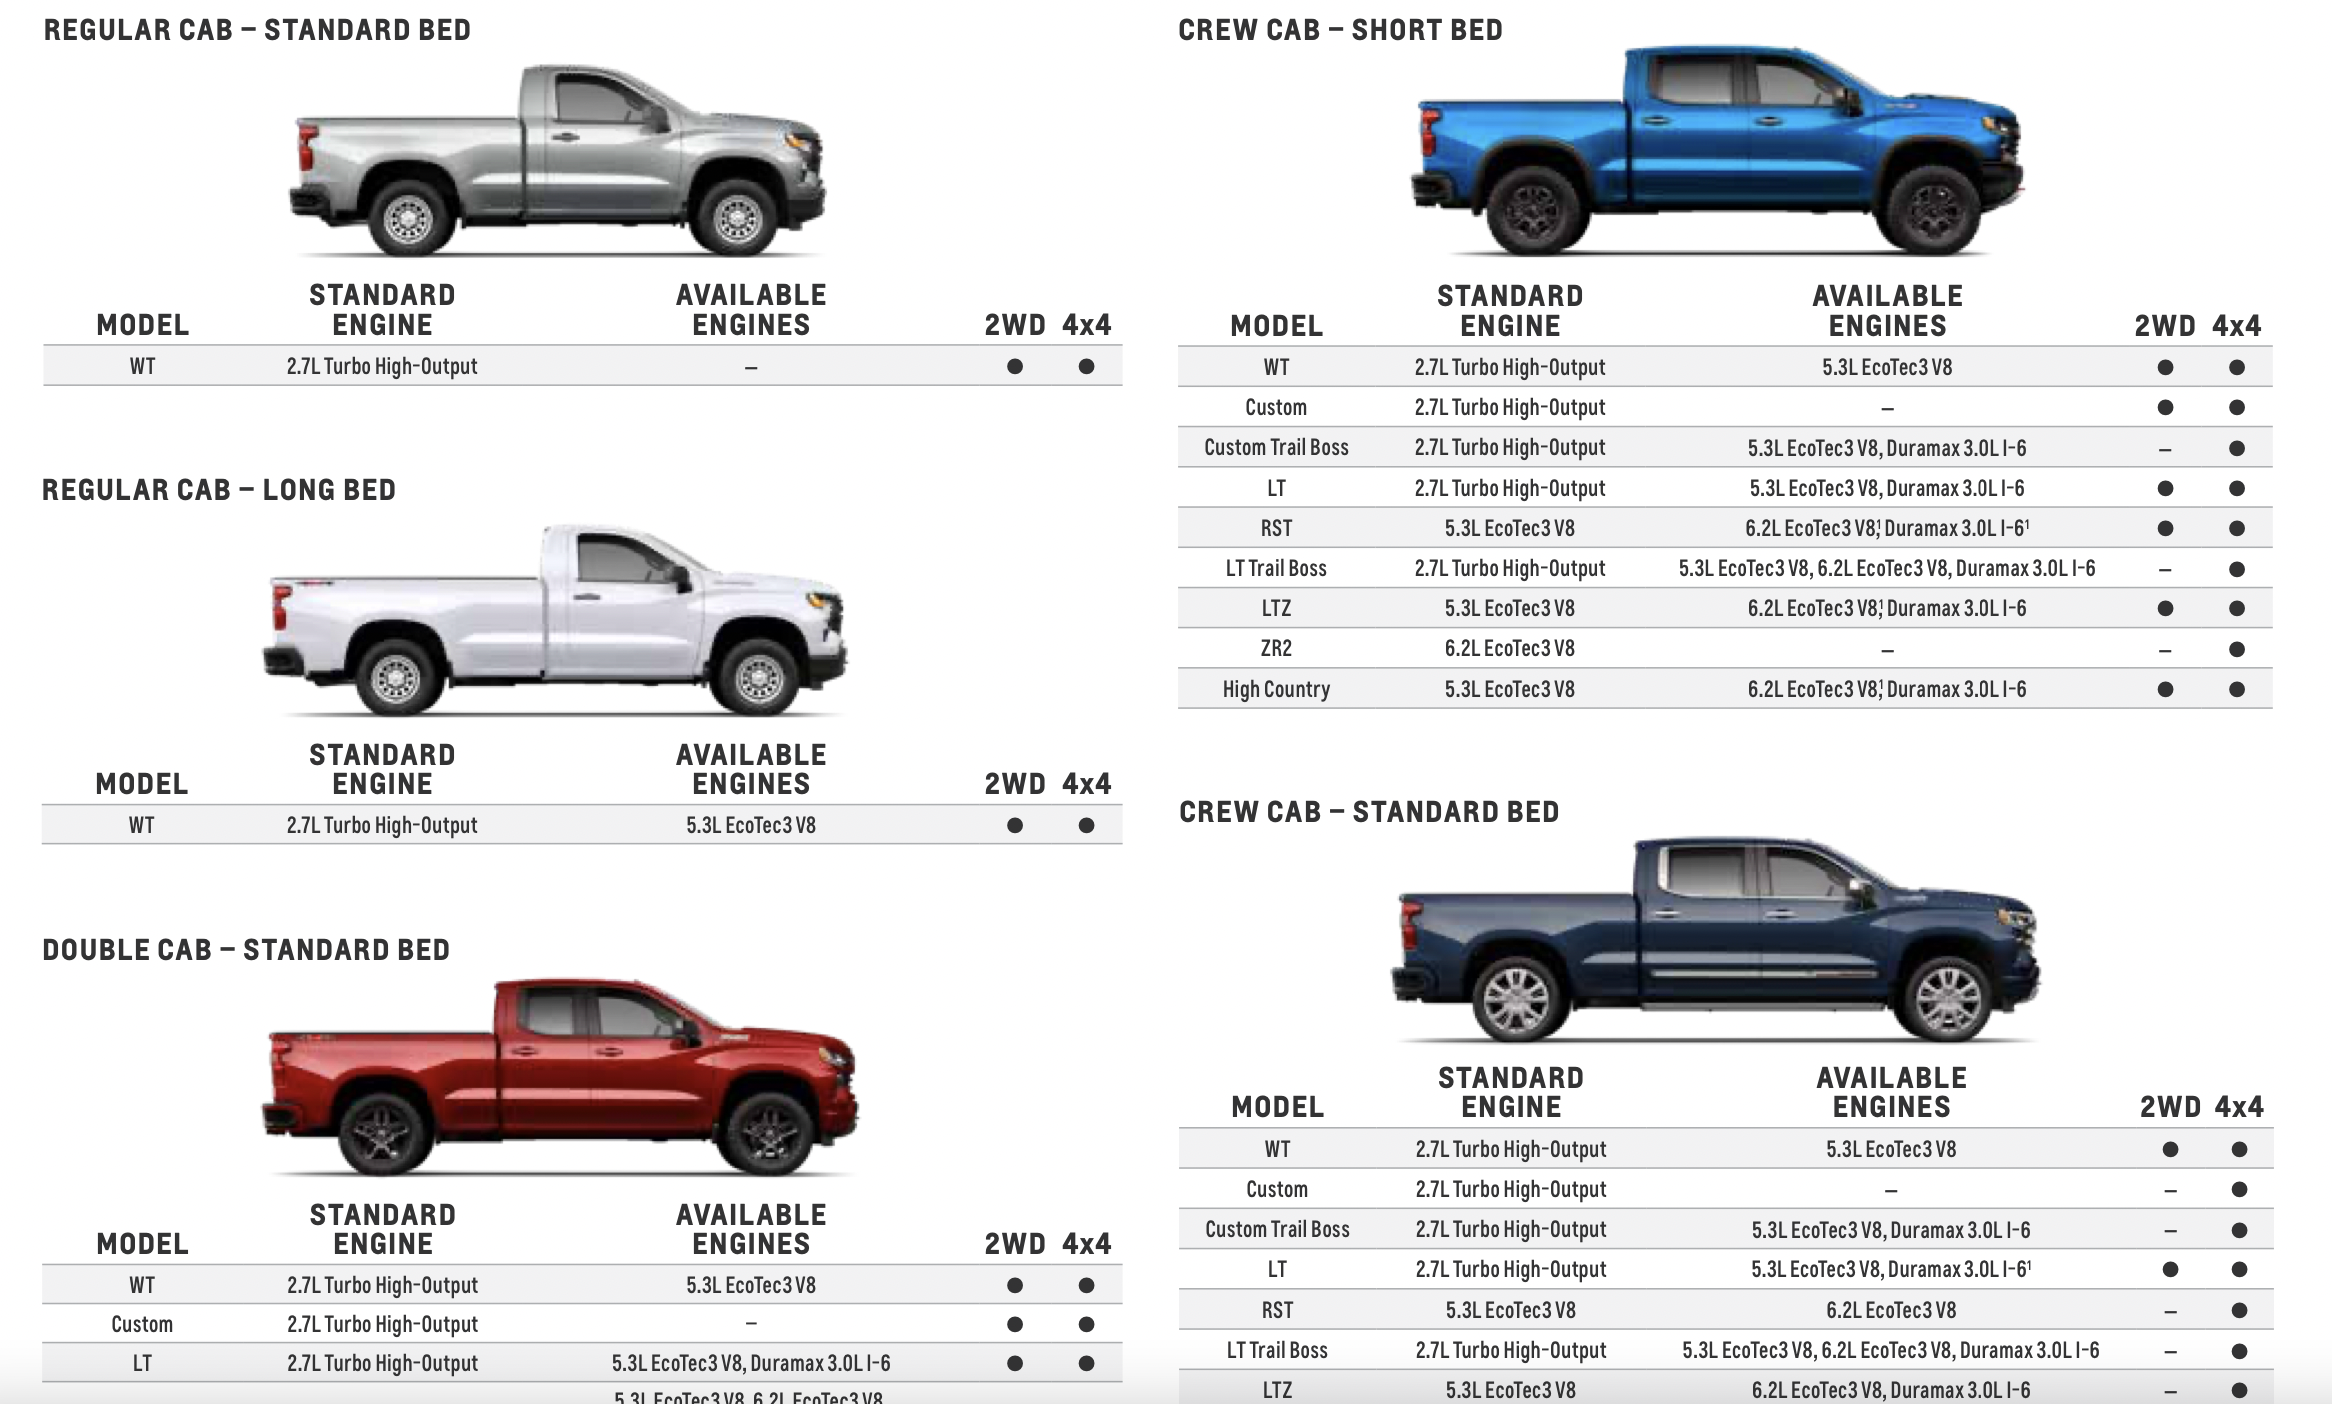 REGULAR CAB – STANDARD BED
STANDARD AVAILABLE
MODEL ENGINE ENGINES 2WD 4x4
WT 2.7L Turbo High-Output – ● ●
REGULAR CAB – LONG BED
STANDARD AVAILABLE
MODEL ENGINE ENGINES 2WD 4x4
WT 2.7L Turbo High-Output 5.3L EcoTec3 V8 ● ●
DOUBLE CAB – STANDARD BED
STANDARD AVAILABLE
MODEL ENGINE ENGINES 2WD 4x4
WT 2.7L Turbo High-Output 5.3L EcoTec3 V8 ● ●
Custom 2.7L Turbo High-Output – ● ●
LT 2.7L Turbo High-Output 5.3L EcoTec3 V8, Duramax 3.0L I-6 ● ●
5.3L EcoTec3 V8, 6.2L EcoTec3 V8
CREW CAB – SHORT BED
STANDARD AVAILABLE
MODEL ENGINE ENGINES 2WD 4x4
WT 2.7L Turbo High-Output 5.3L EcoTec3 V8 ● ●
Custom 2.7L Turbo High-Output – ● ●
Custom Trail Boss 2.7L Turbo High-Output 5.3L EcoTec3 V8, Duramax 3.0L I-6 – ●
LT 2.7L Turbo High-Output 5.3L EcoTec3 V8, Duramax 3.0L I-6 ● ●
RST 5.3L EcoTec3 V8 6.2L EcoTec3 V8,¹ Duramax 3.0L I-6¹ ● ●
LT Trail Boss 2.7L Turbo High-Output 5.3L EcoTec3 V8, 6.2L EcoTec3 V8, Duramax 3.0L I-6 – ●
LTZ 5.3L EcoTec3 V8 6.2L EcoTec3 V8,¹ Duramax 3.0L I-6 ● ●
ZR2 6.2L EcoTec3 V8 – – ●
High Country 5.3L EcoTec3 V8 6.2L EcoTec3 V8,¹ Duramax 3.0L I-6 ● ●
CREW CAB – STANDARD BED
STANDARD AVAILABLE
MODEL ENGINE ENGINES 2WD 4x4
WT 2.7L Turbo High-Output 5.3L EcoTec3 V8 ● ●
Custom 2.7L Turbo High-Output – – ●
Custom Trail Boss 2.7L Turbo High-Output 5.3L EcoTec3 V8, Duramax 3.0L I-6 – ●
LT 2.7L Turbo High-Output 5.3L EcoTec3 V8, Duramax 3.0L I-6¹ ● ●
RST 5.3L EcoTec3 V8 6.2L EcoTec3 V8 – ●
LT Trail Boss 2.7L Turbo High-Output 5.3L EcoTec3 V8, 6.2L EcoTec3 V8, Duramax 3.0L I-6 – ●
LTZ 5.3L EcoTec3 V8 6.2L EcoTec3 V8, Duramax 3.0L I-6 – ●